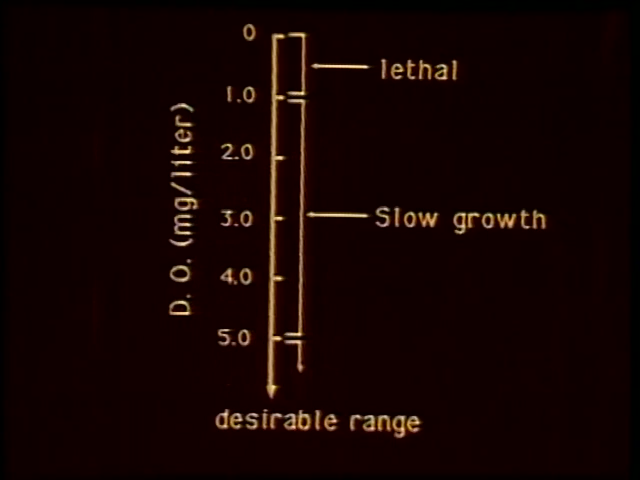 0
lethal
1.0
2.0
3.0
Slow growth
4.0
5.0
D. O. (mg/liter)
desirable range